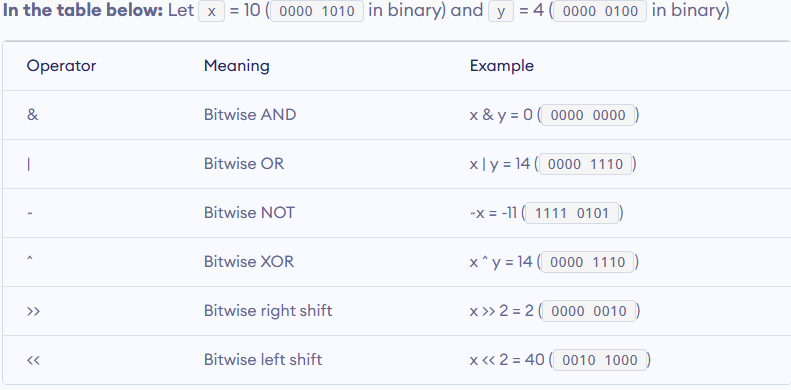 In the table below: Let x = 10 (0000 1010 in binary) and y = 4 (0000 0100 in binary)
Operator Meaning Example
& Bitwise AND x & y = 0 (0000 0000)
| Bitwise OR x | y = 14 (0000 1110)
~ Bitwise NOT ~x = -11 (1111 0101)
^ Bitwise XOR x ^ y = 14 (0000 1110)
>> Bitwise right shift x >> 2 = 2 (0000 0010)
<< Bitwise left shift x << 2 = 40 (0010 1000)